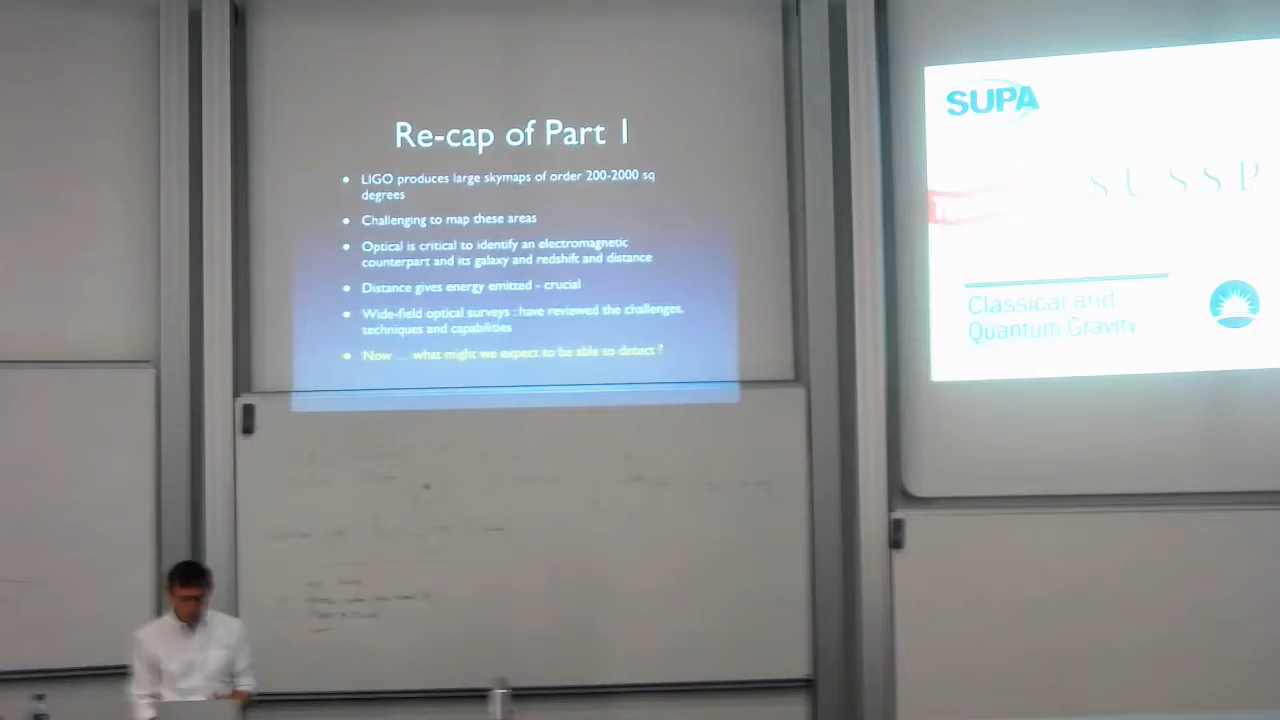 Re-cap of Part 1
• LIGO produces large skymaps of order 200-2000 sq
degrees
• Challenging to map these areas
• Optical is critical to identify an electromagnetic
counterpart and its galaxy and redshift and distance
• Distance gives energy emitted - crucial
• Wide-field optical surveys : have reviewed the challenges,
techniques and capabilities
• Now ... what might we expect to be able to detect ?
SUPA
SUSSP
Classical and
Quantum Gravity